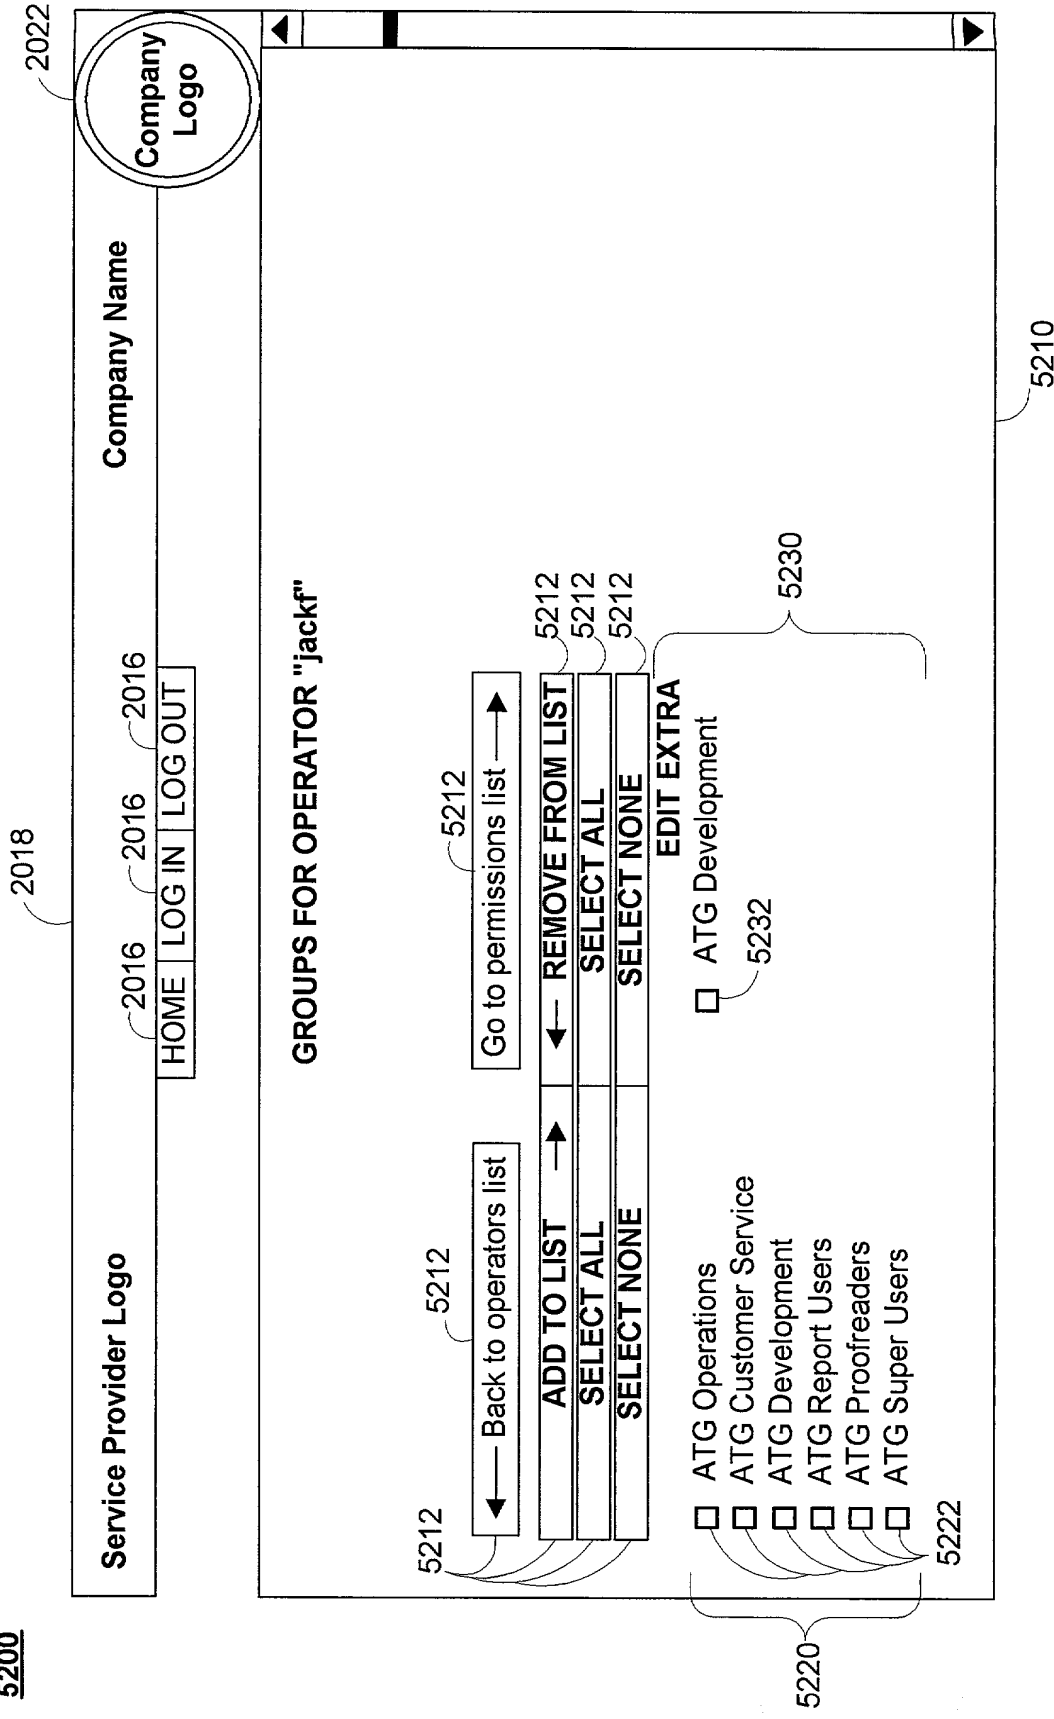 5200
2018
2022
Service Provider Logo
Company Name
Company
Logo
2016
2016
2016
HOME
LOG IN
LOG OUT
GROUPS FOR OPERATOR "jackf"
5212
5212
5212
Back to operators list
Go to permissions list
ADD TO LIST
REMOVE FROM LIST
5212
SELECT ALL
SELECT ALL
5212
SELECT NONE
SELECT NONE
5212
EDIT EXTRA
ATG Operations
ATG Development
ATG Customer Service
5232
ATG Development
ATG Report Users
ATG Proofreaders
ATG Super Users
5230
5222
5220
5210